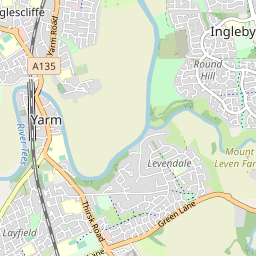 glescliffe
Yarm Road
Ingleby
A135
Round
Hill
Yarm
River Tees
Levendale
Mount
Leven Far
Thirsk Road
Green Lane
Layfield